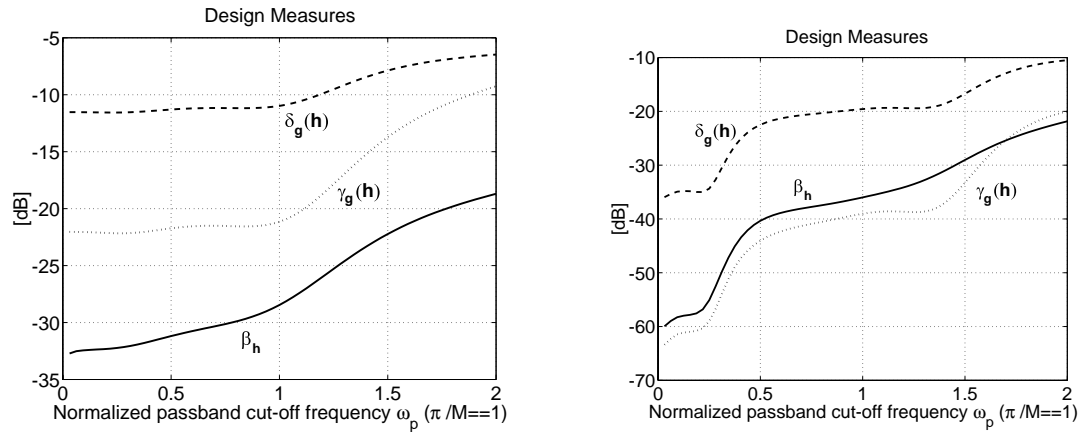 Design Measures
-5
-10
-15
-20
-25
-30
-35
[dB]
δg(h)
γg(h)
βh
0
0.5
1
1.5
2
Normalized passband cut-off frequency ωp (π /M==1)
Design Measures
-10
-20
-30
-40
-50
-60
-70
[dB]
δg(h)
βh
γg(h)
0
0.5
1
1.5
2
Normalized passband cut-off frequency ωp (π /M==1)